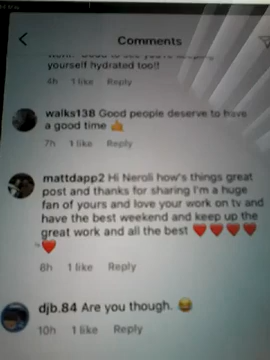 Comments
yourself hydrated too!!
4h 1 like Reply
walks138 Good people deserve to have
a good time 👍
7h 1 like Reply
mattdapp2 Hi Neroli how's things great
post and thanks for sharing I'm a huge
fan of yours and love your work on tv and
have the best weekend and keep up the
great work and all the best ❤️❤️❤️❤️
❤️
8h 1 like Reply
djb.84 Are you though. 😂
10h 1 like Reply